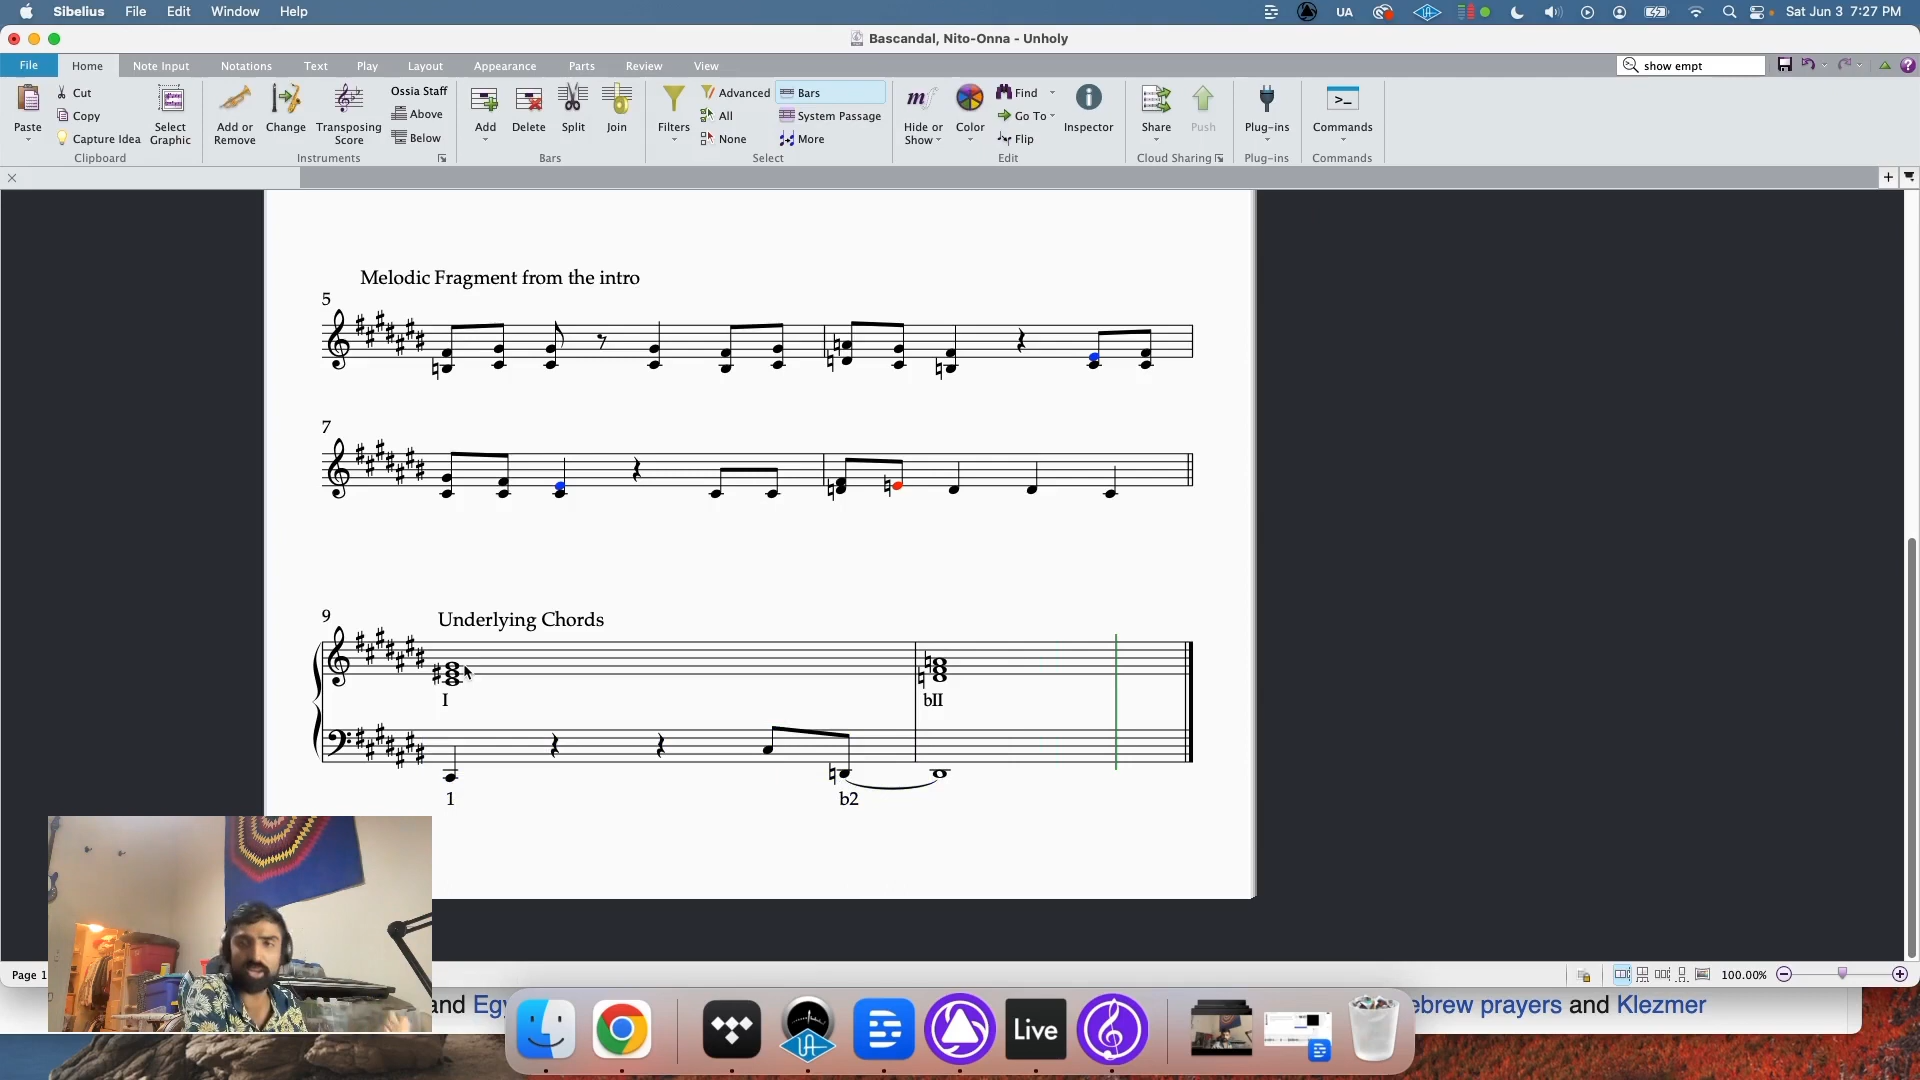 Sibelius File Edit Window Help
UA Sat Jun 3 7:27 PM
Bascandal, Nito-Onna - Unholy
File Home Note Input Notations Text Play Layout Appearance Parts Review View show empt
Paste Cut Copy Capture Idea Select Graphic
Clipboard
Add or Remove Change Transposing Score Ossia Staff Above Below
Instruments
Add Delete Split Join
Bars
Filters Advanced All None Bars System Passage More
Select
Hide or Show Color Find Go To Flip Inspector
Edit
Share Push
Cloud Sharing
Plug-ins
Plug-ins
Commands
Commands
Melodic Fragment from the intro
5
7
9
Underlying Chords
I bII
1 b2
Page 1
100.00%
and Egy
ebrew prayers and Klezmer
Live